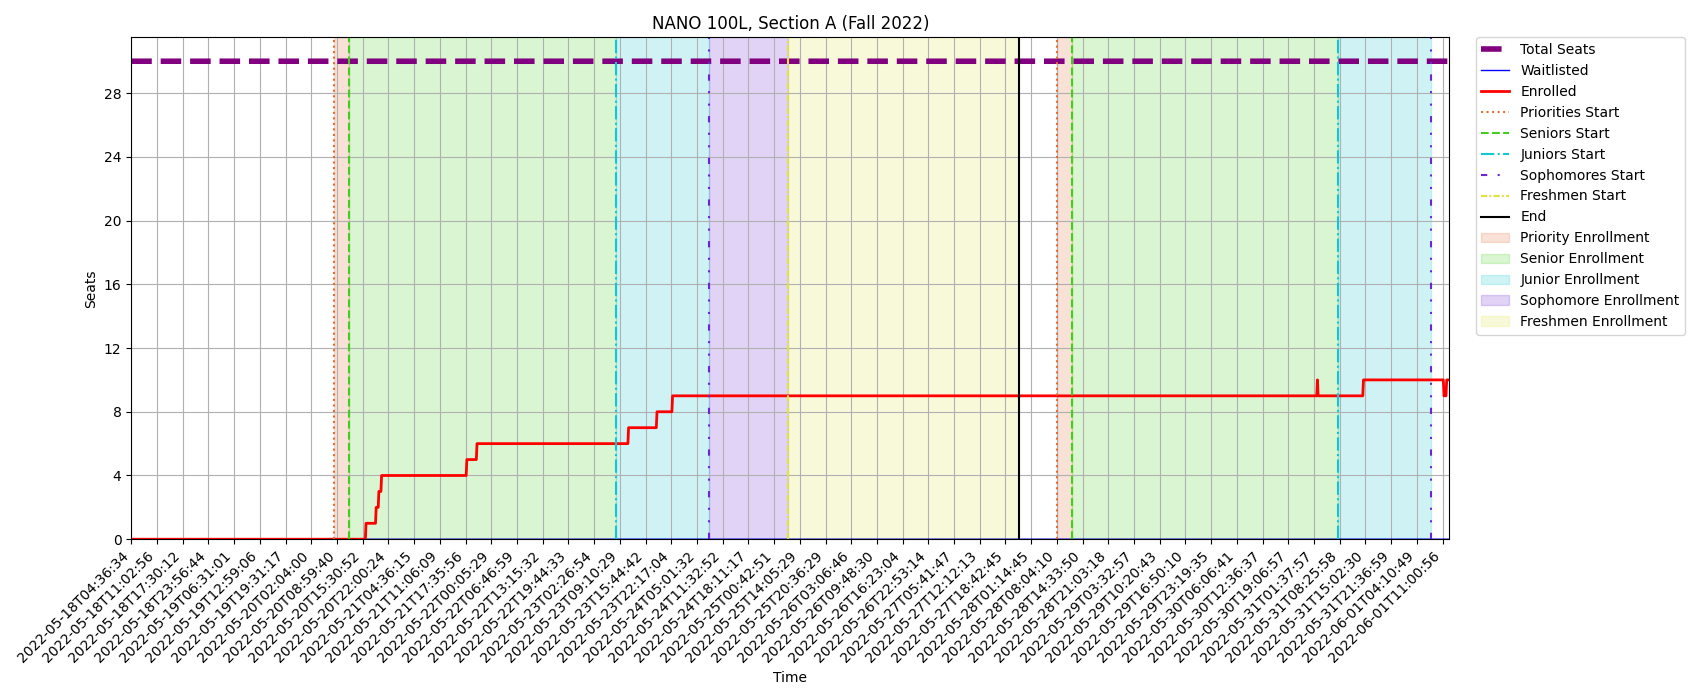 NANO 100L, Section A (Fall 2022)
Seats
28
24
20
16
12
8
4
0
2022-05-18T04:36:34
2022-05-18T11:02:56
2022-05-18T17:30:12
2022-05-18T23:56:44
2022-05-19T06:31:01
2022-05-19T12:59:06
2022-05-19T19:31:17
2022-05-20T02:04:00
2022-05-20T08:59:40
2022-05-20T15:30:52
2022-05-20T22:00:24
2022-05-21T04:36:15
2022-05-21T11:06:09
2022-05-21T17:35:56
2022-05-22T00:05:29
2022-05-22T06:46:59
2022-05-22T13:15:32
2022-05-22T19:44:33
2022-05-23T02:26:54
2022-05-23T09:10:29
2022-05-23T15:44:42
2022-05-23T22:17:04
2022-05-24T05:01:32
2022-05-24T11:32:52
2022-05-24T18:11:17
2022-05-25T00:42:51
2022-05-25T14:05:29
2022-05-25T20:36:29
2022-05-26T03:06:46
2022-05-26T09:48:30
2022-05-26T16:23:04
2022-05-26T22:53:14
2022-05-27T05:41:47
2022-05-27T12:12:13
2022-05-27T18:42:45
2022-05-28T01:14:45
2022-05-28T08:04:10
2022-05-28T14:33:50
2022-05-28T21:03:18
2022-05-29T03:32:57
2022-05-29T10:20:43
2022-05-29T16:50:10
2022-05-29T23:19:35
2022-05-30T06:06:41
2022-05-30T12:36:37
2022-05-30T19:06:57
2022-05-31T01:37:57
2022-05-31T08:25:58
2022-05-31T15:02:30
2022-05-31T21:36:59
2022-06-01T04:10:49
2022-06-01T11:00:56
Time
Total Seats
Waitlisted
Enrolled
Priorities Start
Seniors Start
Juniors Start
Sophomores Start
Freshmen Start
End
Priority Enrollment
Senior Enrollment
Junior Enrollment
Sophomore Enrollment
Freshmen Enrollment